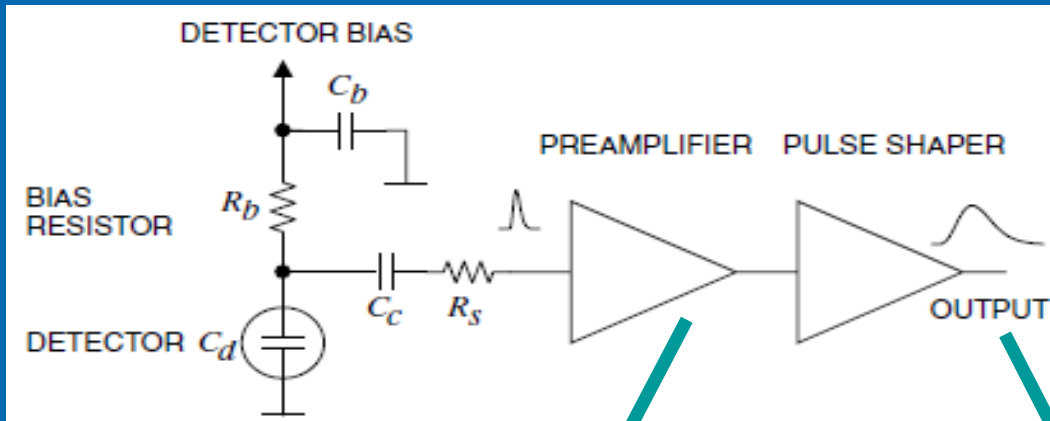 DETECTOR BIAS
Cb
PREAMPLIFIER PULSE SHAPER
BIAS
RESISTOR
Rb
Cc
Rs
OUTPUT
DETECTOR
Cd